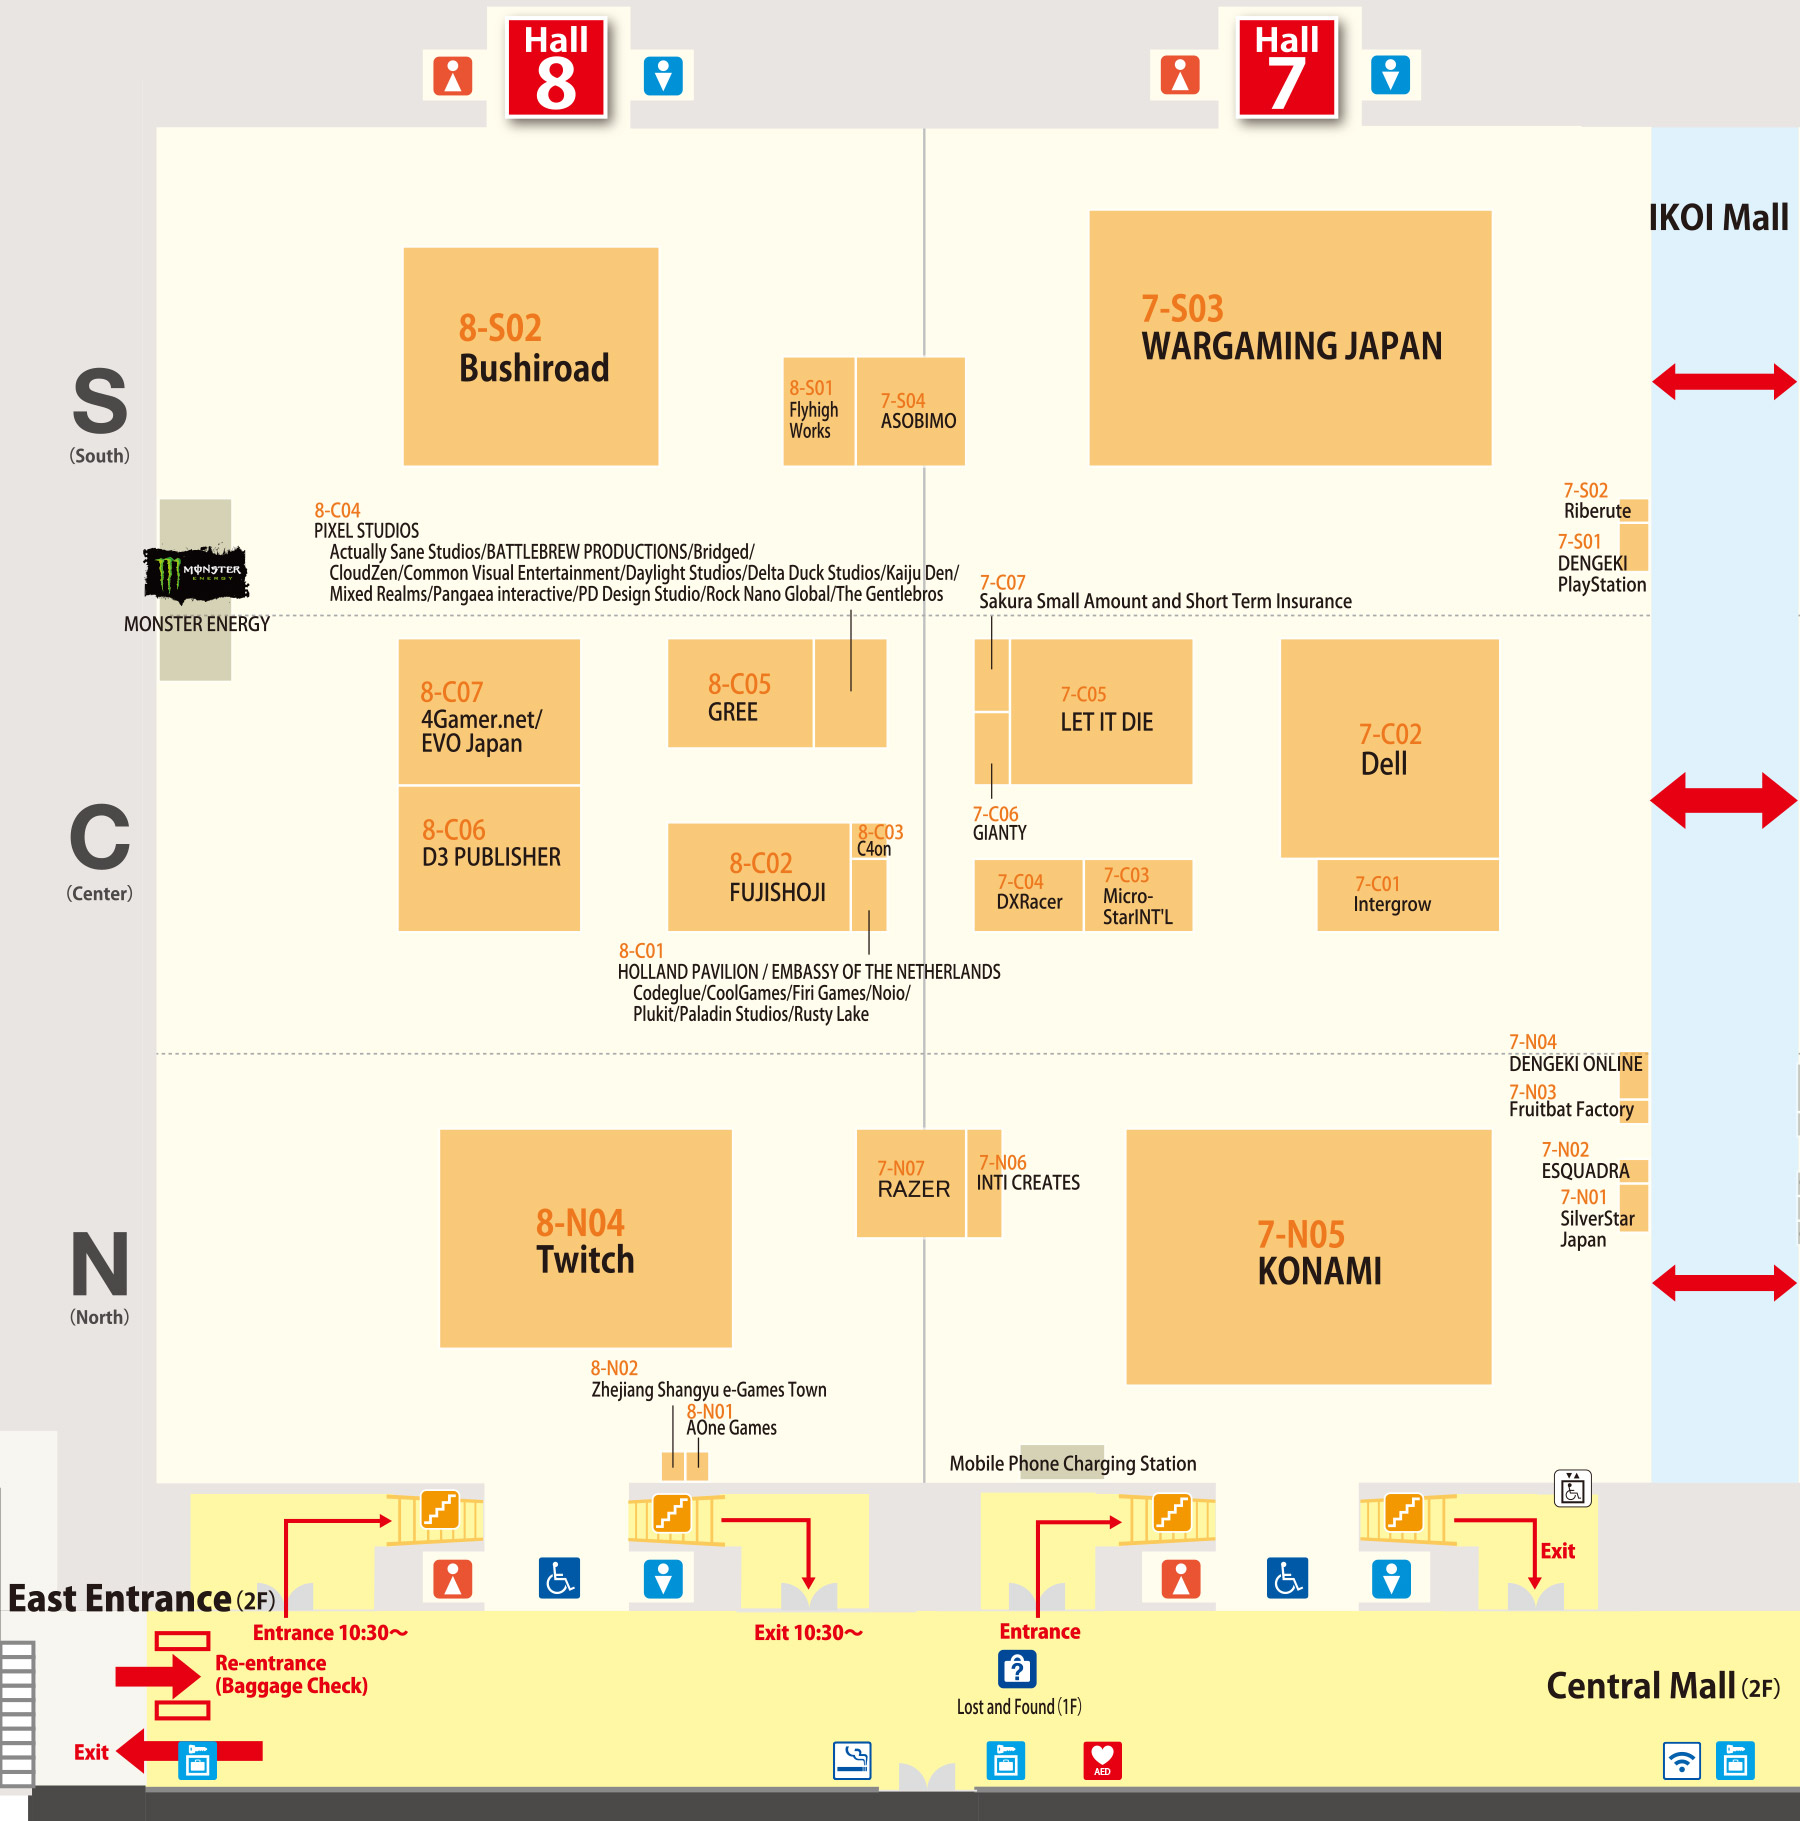 Hall
8
Hall
7
IKOI Mall
8-S02
Bushiroad
7-S03
WARGAMING JAPAN
8-S01
Flyhigh
Works
7-S04
ASOBIMO
S
(South)
7-S02
Riberute
7-S01
DENGEKI
PlayStation
8-C04
PIXEL STUDIOS
Actually Sane Studios/BATTLEBREW PRODUCTIONS/Bridged/
CloudZen/Common Visual Entertainment/Daylight Studios/Delta Duck Studios/Kaiju Den/
Mixed Realms/Pangaea interactive/PD Design Studio/Rock Nano Global/The Gentlebros
MONSTER
ENERGY
MONSTER ENERGY
7-C07
Sakura Small Amount and Short Term Insurance
8-C07
4Gamer.net/
EVO Japan
8-C05
GREE
7-C05
LET IT DIE
7-C02
Dell
C
(Center)
8-C06
D3 PUBLISHER
8-C02
FUJISHOJI
8-C03
C4on
7-C06
GIANTY
7-C04
DXRacer
7-C03
Micro-
StarINT'L
7-C01
Intergrow
8-C01
HOLLAND PAVILION / EMBASSY OF THE NETHERLANDS
Codeglue/CoolGames/Firi Games/Noio/
Plukit/Paladin Studios/Rusty Lake
7-N04
DENGEKI ONLINE
7-N03
Fruitbat Factory
7-N02
ESQUADRA
7-N01
SilverStar
Japan
N
(North)
8-N04
Twitch
7-N07
RAZER
7-N06
INTI CREATES
7-N05
KONAMI
8-N02
Zhejiang Shangyu e-Games Town
8-N01
AOne Games
Mobile Phone Charging Station
East Entrance (2F)
Entrance 10:30～
Exit 10:30～
Entrance
Exit
Re-entrance
(Baggage Check)
Exit
Lost and Found (1F)
Central Mall (2F)
AED